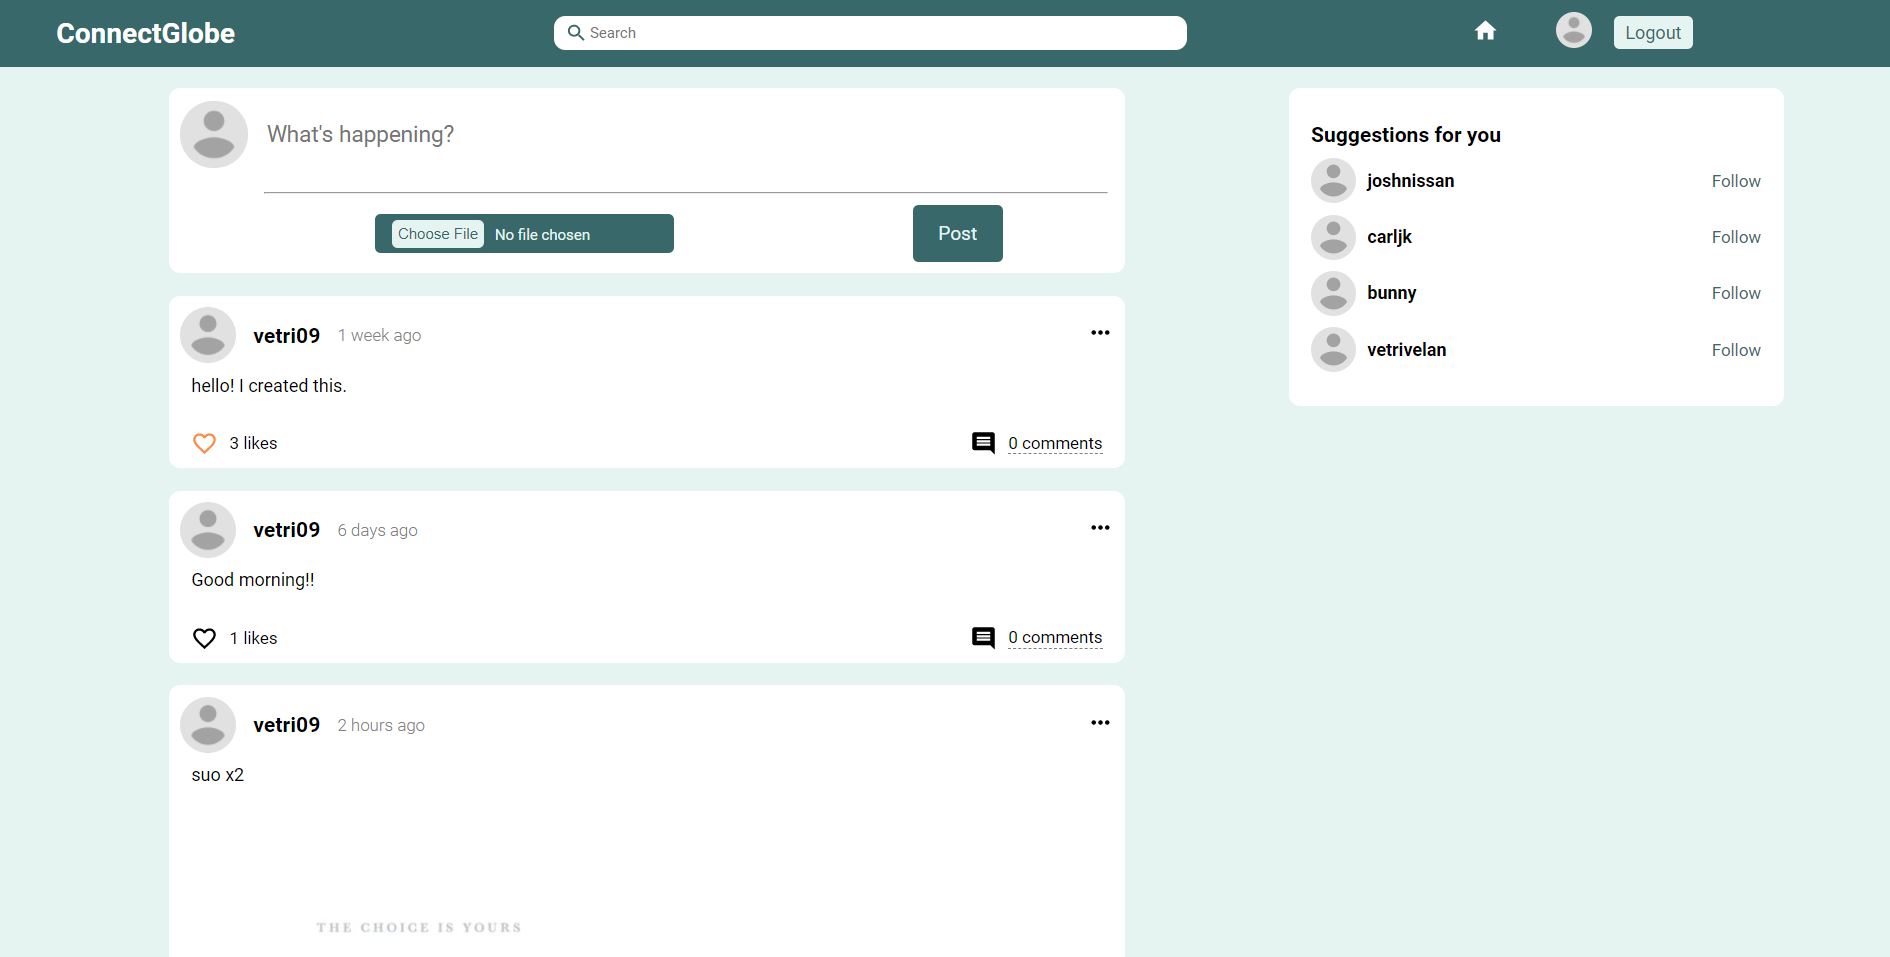 ConnectGlobe
Search
Logout
What's happening?
Choose File No file chosen
Post
vetri09 1 week ago
hello! I created this.
3 likes
0 comments
vetri09 6 days ago
Good morning!!
1 likes
0 comments
vetri09 2 hours ago
suo x2
THE CHOICE IS YOURS
Suggestions for you
joshnissan Follow
carljk Follow
bunny Follow
vetrivelan Follow